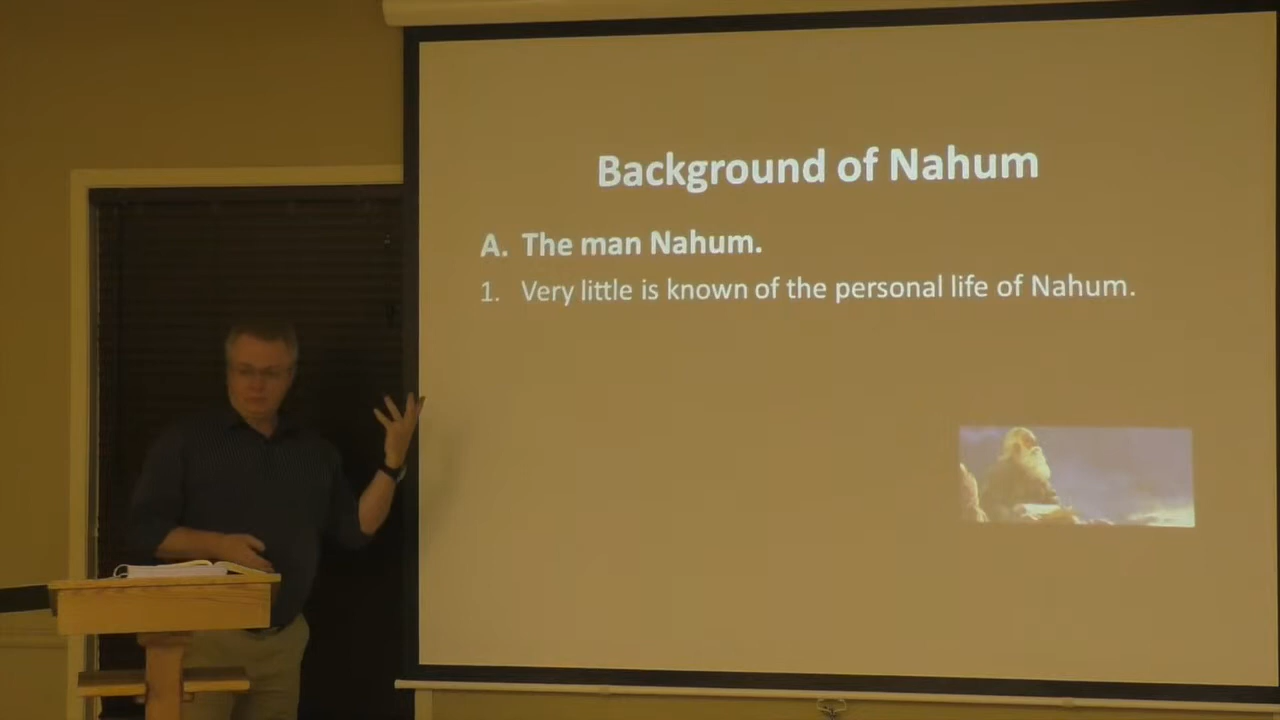 Background of Nahum
A. The man Nahum.
1. Very little is known of the personal life of Nahum.